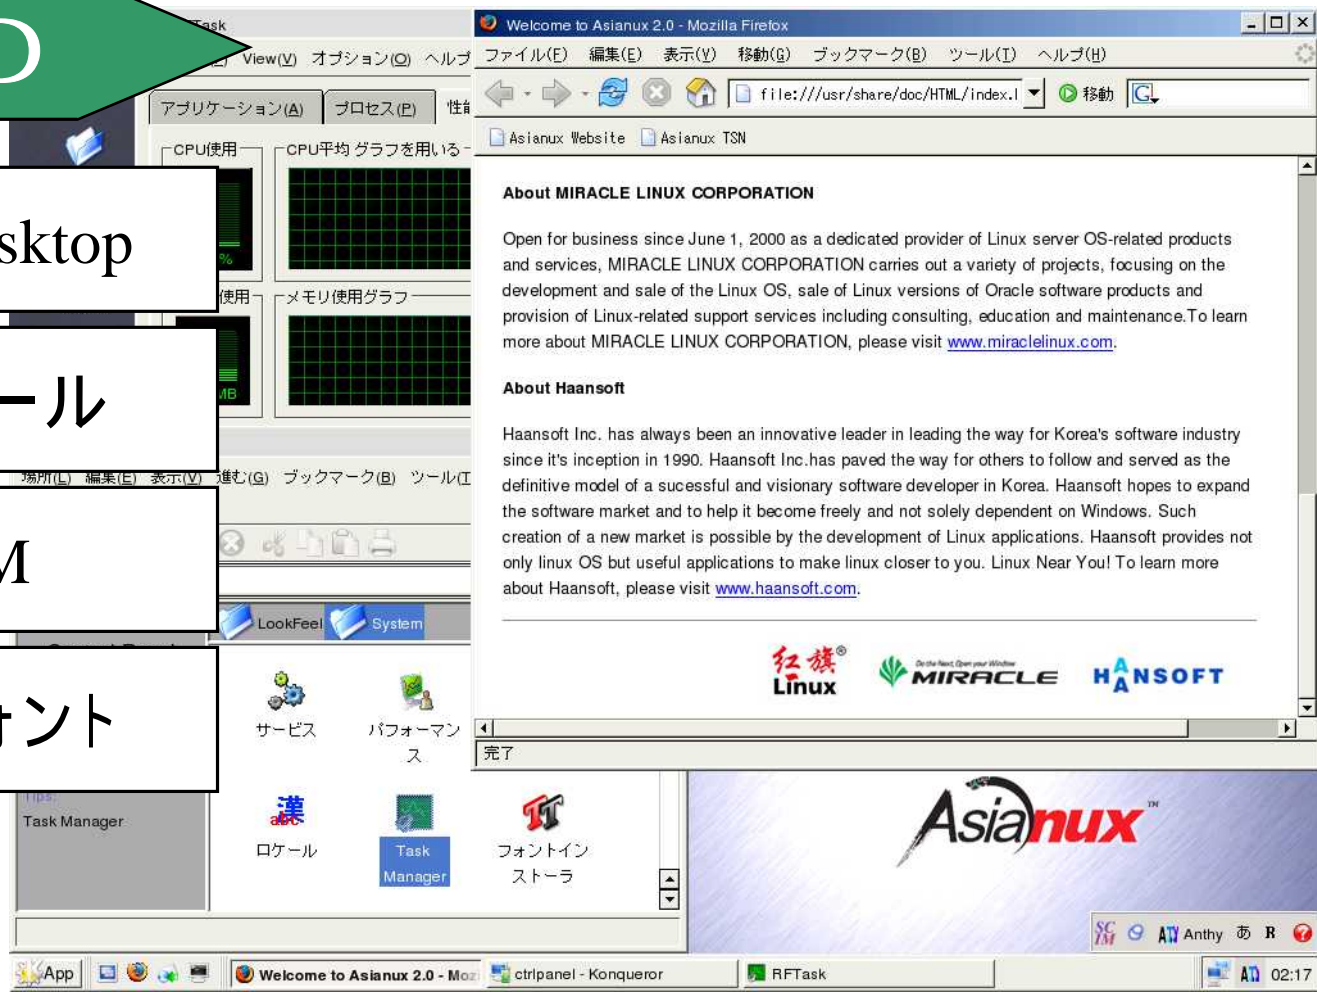 D
Task
View(V) オプション(O) ヘルプ
アプリケーション(A) プロセス(P) 性能
CPU使用 CPU平均 グラフを用いる
%
使用 メモリ使用グラフ
MB
sktop
ール
M
ォント
場所(L) 編集(E) 表示(V) 進む(G) ブックマーク(B) ツール(T
LookFeel System
サービス パフォーマンス
Tips:
Task Manager
ロケール Task Manager フォントインストーラ
Welcome to Asianux 2.0 - Mozilla Firefox
ファイル(F) 編集(E) 表示(V) 移動(G) ブックマーク(B) ツール(T) ヘルプ(H)
file:///usr/share/doc/HTML/index.l 移動
Asianux Website Asianux TSN
About MIRACLE LINUX CORPORATION
Open for business since June 1, 2000 as a dedicated provider of Linux server OS-related products
and services, MIRACLE LINUX CORPORATION carries out a variety of projects, focusing on the
development and sale of the Linux OS, sale of Linux versions of Oracle software products and
provision of Linux-related support services including consulting, education and maintenance.To learn
more about MIRACLE LINUX CORPORATION, please visit www.miraclelinux.com.
About Haansoft
Haansoft Inc. has always been an innovative leader in leading the way for Korea's software industry
since it's inception in 1990. Haansoft Inc.has paved the way for others to follow and served as the
definitive model of a sucessful and visionary software developer in Korea. Haansoft hopes to expand
the software market and to help it become freely and not solely dependent on Windows. Such
creation of a new market is possible by the development of Linux applications. Haansoft provides not
only linux OS but useful applications to make linux closer to you. Linux Near You! To learn more
about Haansoft, please visit www.haansoft.com.
红旗® Linux
MIRACLE
HAANSOFT
完了
Asianux™
SCIM Anthy あ R
App Welcome to Asianux 2.0 - Moz ctrlpanel - Konqueror RFTask 02:17